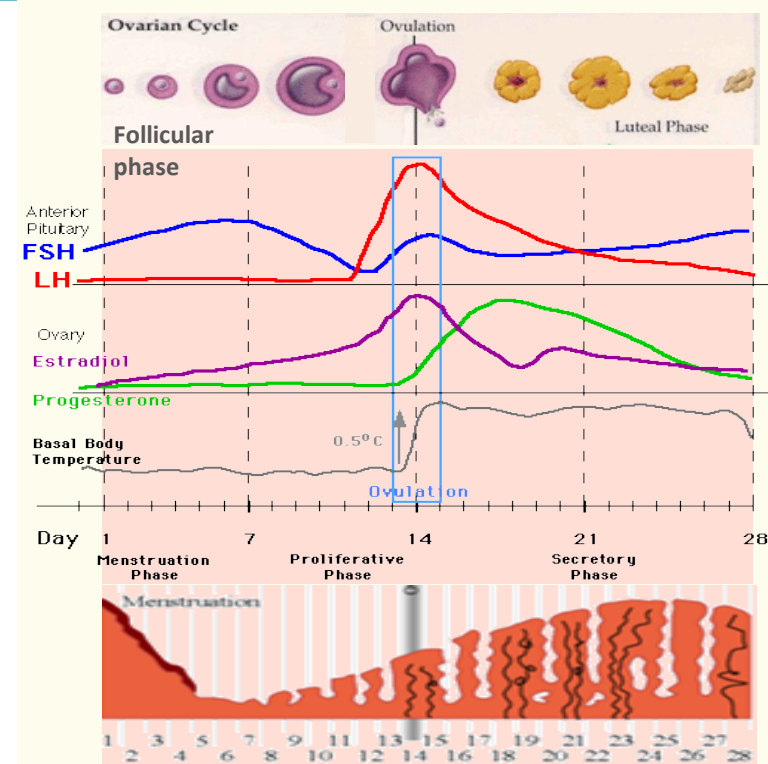 Ovarian Cycle
Ovulation
Follicular
phase
Luteal Phase
Anterior
Pituitary
FSH
LH
Ovary
Estradiol
Progesterone
Basal Body
Temperature
0.5°C
Ovulation
Day 1 7 14 21 28
Menstruation
Phase
Proliferative
Phase
Secretory
Phase
Menstruation
1 3 5 7 9 11 13 15 17 19 21 23 25 27
2 4 6 8 10 12 14 16 18 20 22 24 26 28